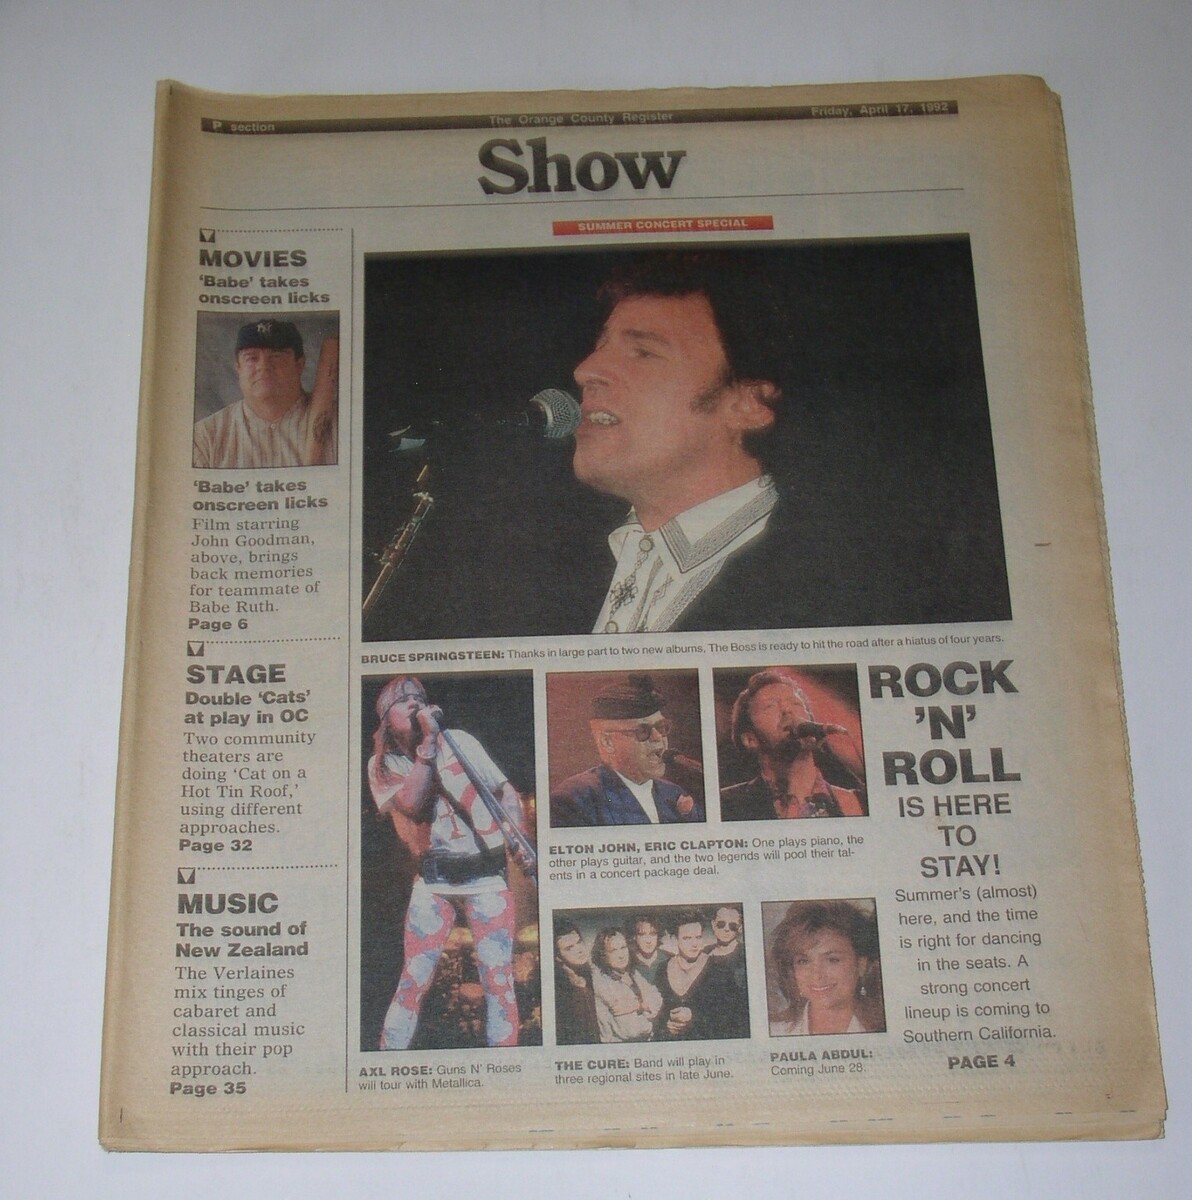 P section
The Orange County Register
Friday, April 17, 1992
Show
SUMMER CONCERT SPECIAL
MOVIES
'Babe' takes
onscreen licks
NY
'Babe' takes
onscreen licks
Film starring
John Goodman,
above, brings
back memories
for teammate of
Babe Ruth.
Page 6
STAGE
Double 'Cats'
at play in OC
Two community
theaters are
doing 'Cat on a
Hot Tin Roof,'
using different
approaches.
Page 32
MUSIC
The sound of
New Zealand
The Verlaines
mix tinges of
cabaret and
classical music
with their pop
approach.
Page 35
BRUCE SPRINGSTEEN: Thanks in large part to two new albums, The Boss is ready to hit the road after a hiatus of four years.
ELTON JOHN, ERIC CLAPTON: One plays piano, the
other plays guitar, and the two legends will pool their tal-
ents in a concert package deal.
AXL ROSE: Guns N' Roses
will tour with Metallica.
THE CURE: Band will play in
three regional sites in late June.
PAULA ABDUL:
Coming June 28.
ROCK
'N'
ROLL
IS HERE
TO
STAY!
Summer's (almost)
here, and the time
is right for dancing
in the seats. A
strong concert
lineup is coming to
Southern California.
PAGE 4